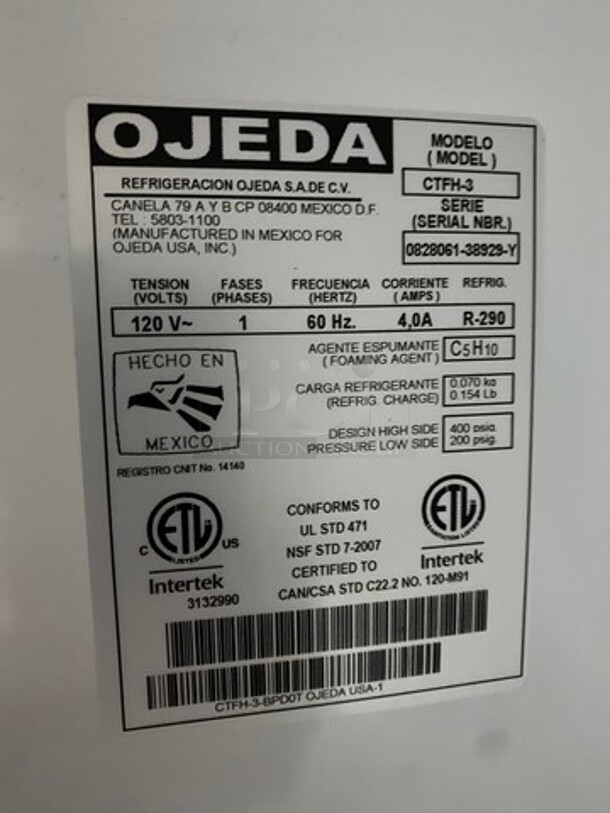 OJEDA
MODELO
(MODEL)
CTFH-3
REFRIGERACION OJEDA S.A.DE C.V.
CANELA 79 A Y B CP 08400 MEXICO D.F.
TEL : 5803-1100
(MANUFACTURED IN MEXICO FOR
OJEDA USA, INC.)
SERIE
(SERIAL NBR.)
0828061-38929-Y
TENSION FASES FRECUENCIA CORRIENTE REFRIG.
(VOLTS) (PHASES) (HERTZ) (AMPS)
120 V~ 1 60 Hz. 4,0A R-290
HECHO EN
MEXICO
AGENTE ESPUMANTE
(FOAMING AGENT)
C5H10
CARGA REFRIGERANTE
(REFRIG. CHARGE)
0.070 kg
0.154 Lb
DESIGN HIGH SIDE 400 psig.
PRESSURE LOW SIDE 200 psig.
REGISTRO CNIT No. 14140
C ETL US
LISTED
Intertek
3132990
CONFORMS TO
UL STD 471
NSF STD 7-2007
CERTIFIED TO
CAN/CSA STD C22.2 NO. 120-M91
ETL
Intertek
CTFH-3-BPD0T OJEDA USA-1